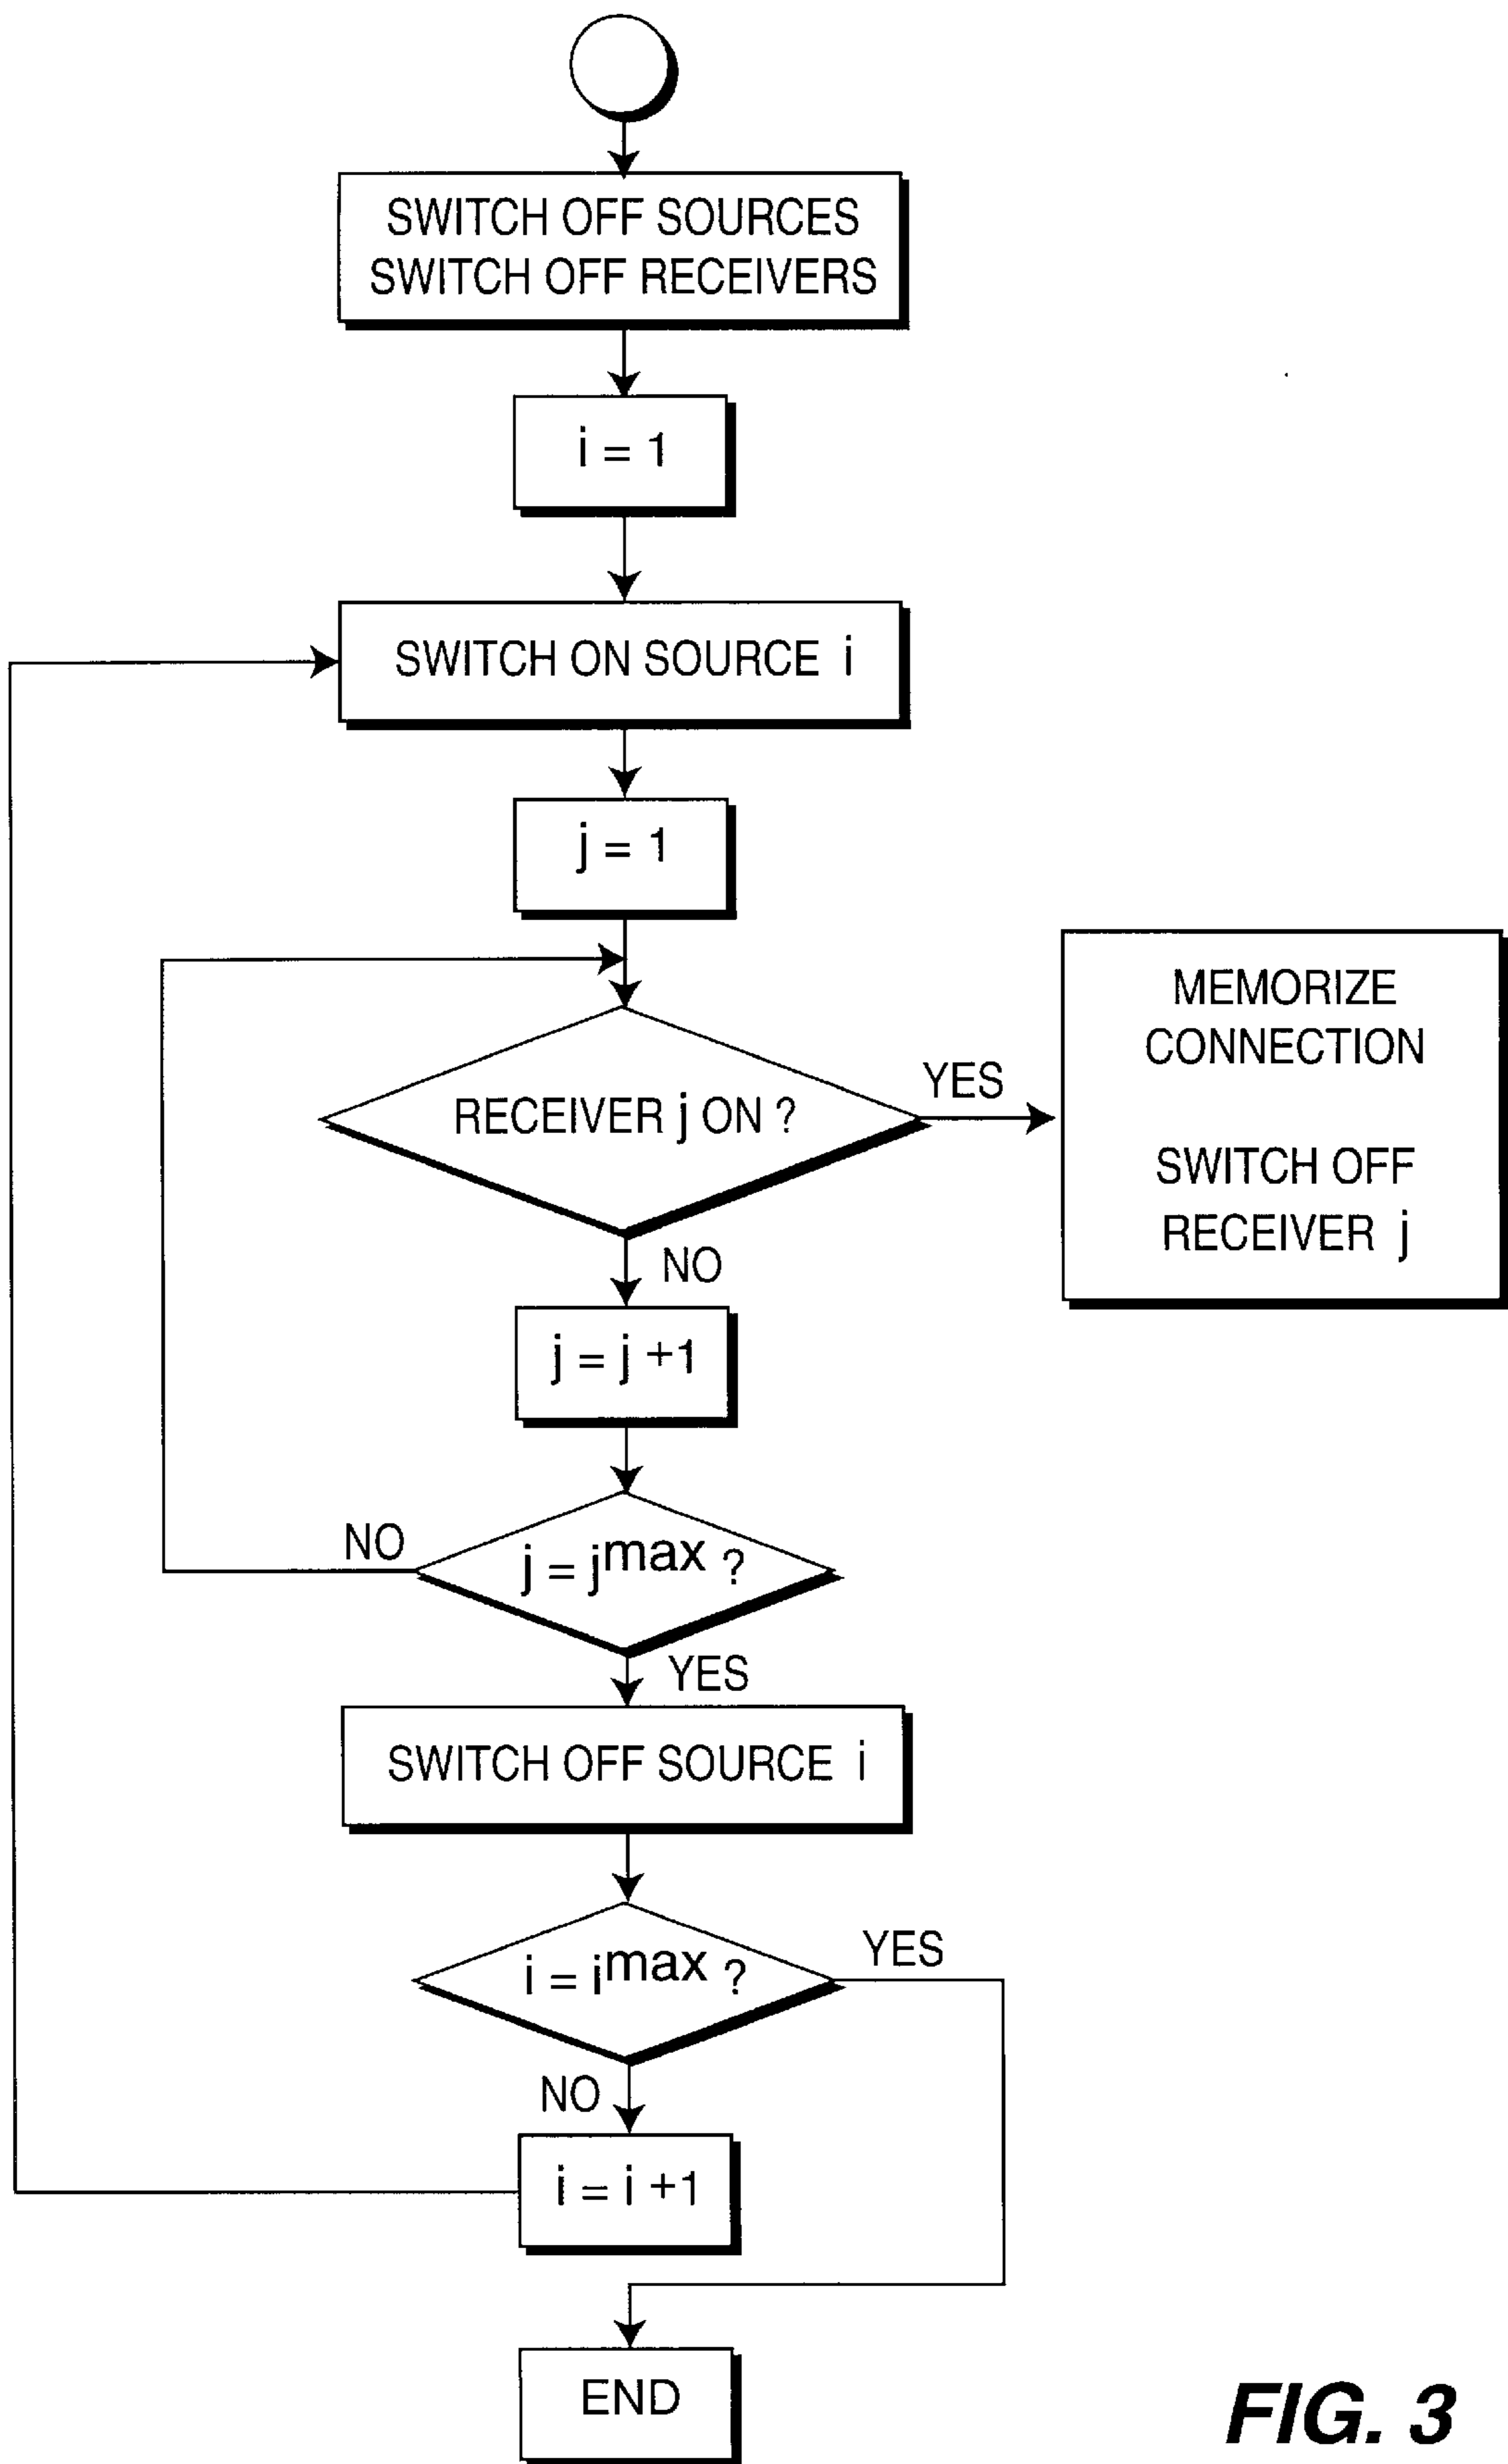 SWITCH OFF SOURCES
SWITCH OFF RECEIVERS
i = 1
SWITCH ON SOURCE i
j = 1
RECEIVER j ON ?
YES
MEMORIZE
CONNECTION
SWITCH OFF
RECEIVER j
NO
j = j +1
NO
j = jmax ?
YES
SWITCH OFF SOURCE i
i = imax ?
YES
NO
i = i +1
END
FIG. 3